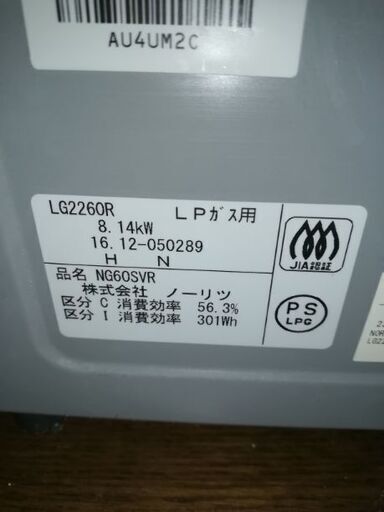 AU4UM2C
LG2260R LPガス用
8.14kW
16.12-050289
H N
JIA認証
品名 NG60SVR
株式会社 ノーリツ
区分 C 消費効率 56.3%
区分 I 消費効率 301Wh
PS
LPG
NOR
LG22